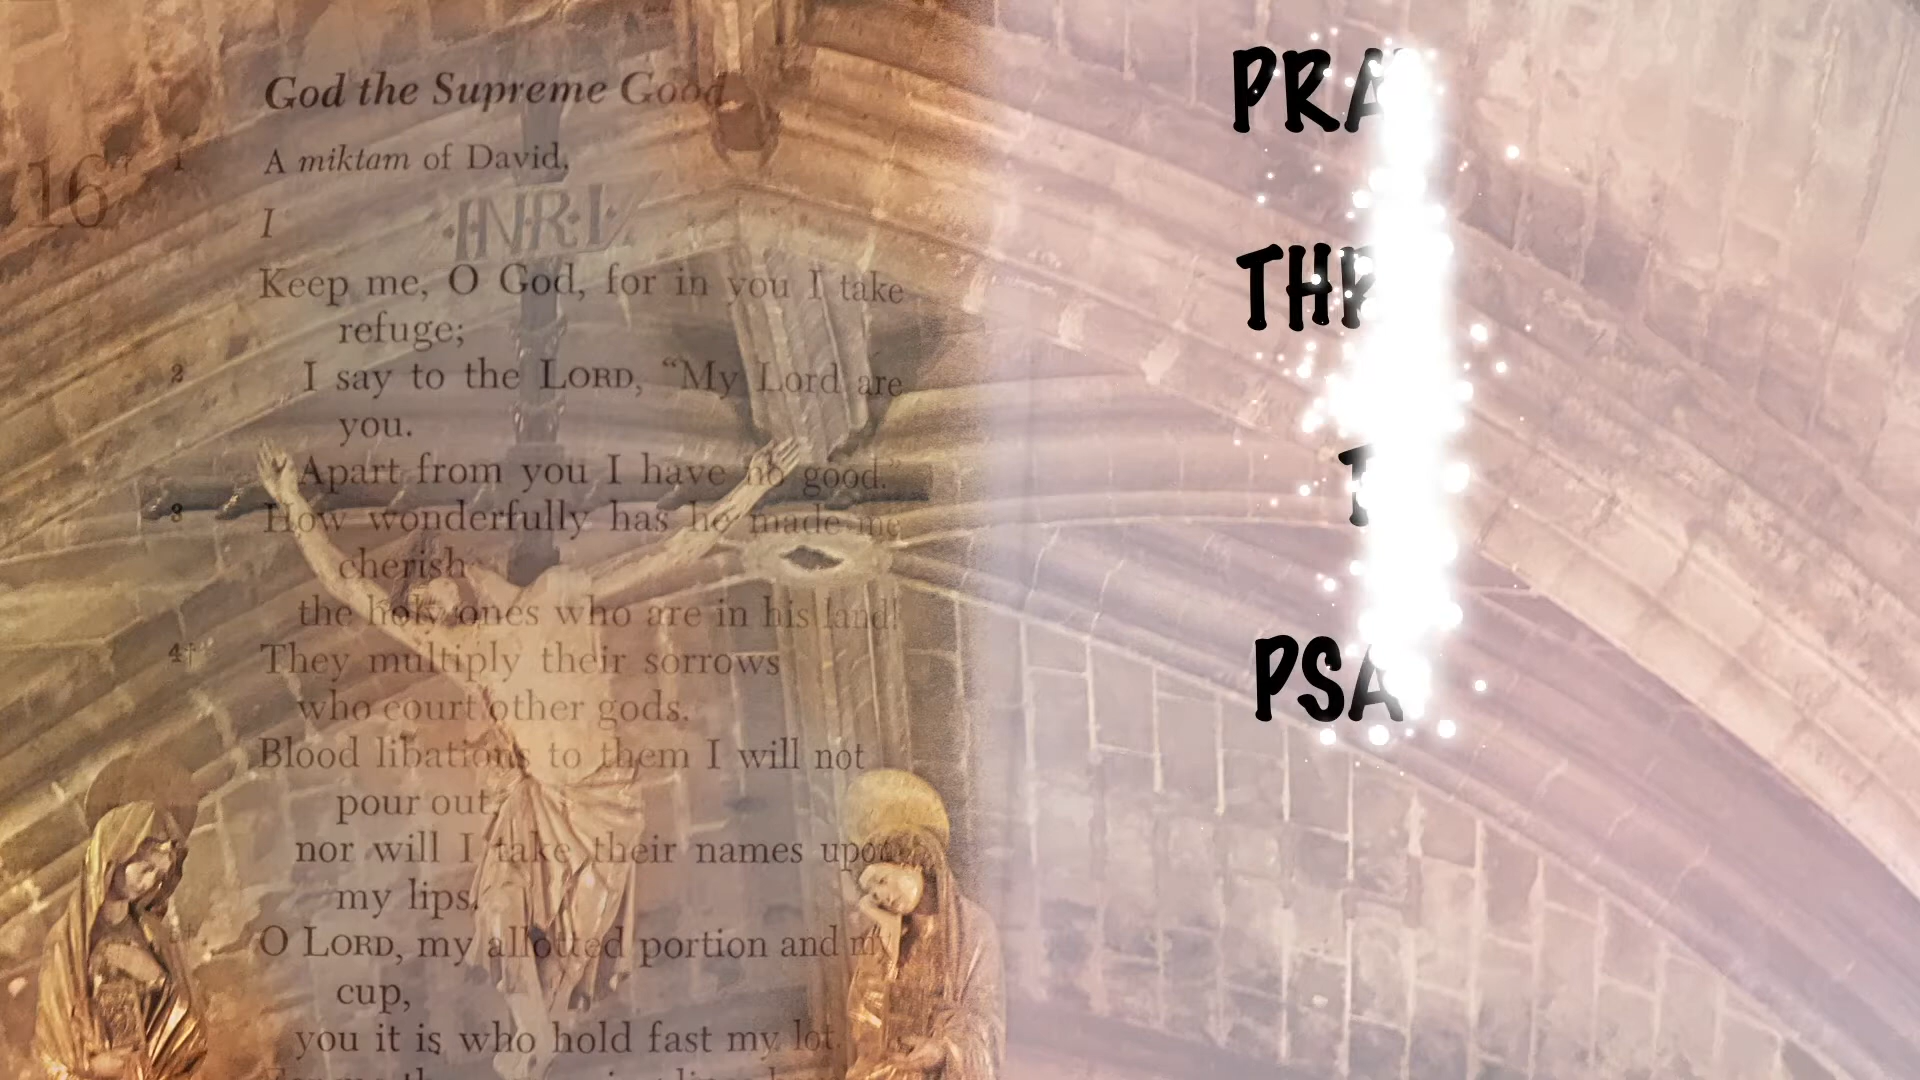 God the Supreme Good
16† 1 A miktam of David.
I
INRI
Keep me, O God, for in you I take
refuge;
2 I say to the LORD, “My Lord are
you.
Apart from you I have no good.”
3 How wonderfully has he made me
cherish
the holy ones who are in his land!
4† They multiply their sorrows
who court other gods.
Blood libations to them I will not
pour out,
nor will I take their names upon
my lips.
O LORD, my allotted portion and my
cup,
you it is who hold fast my lot.
PRA
THR
PSA